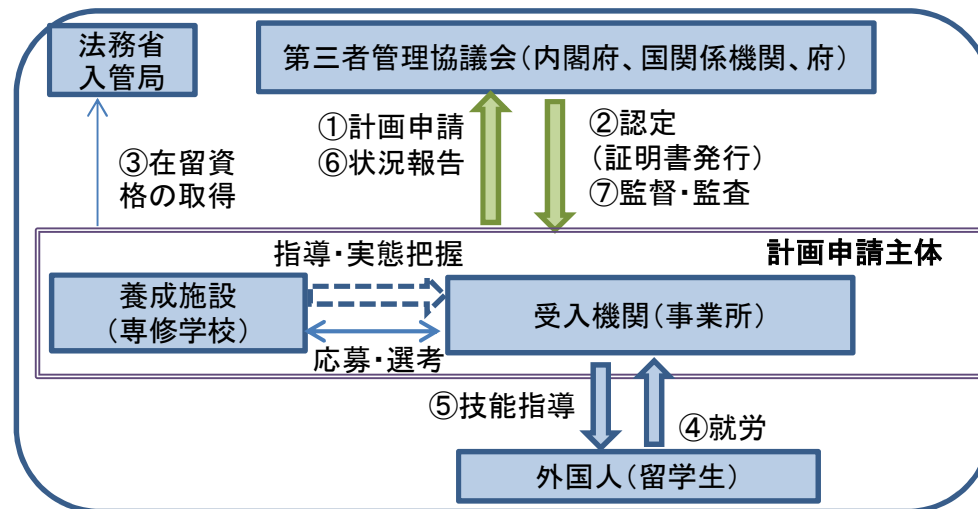 法務省
入管局
第三者管理協議会（内閣府、国関係機関、府）
①計画申請
⑥状況報告
②認定
（証明書発行）
⑦監督・監査
③在留資
格の取得
計画申請主体
指導・実態把握
養成施設
（専修学校）
受入機関（事業所）
応募・選考
⑤技能指導
④就労
外国人（留学生）